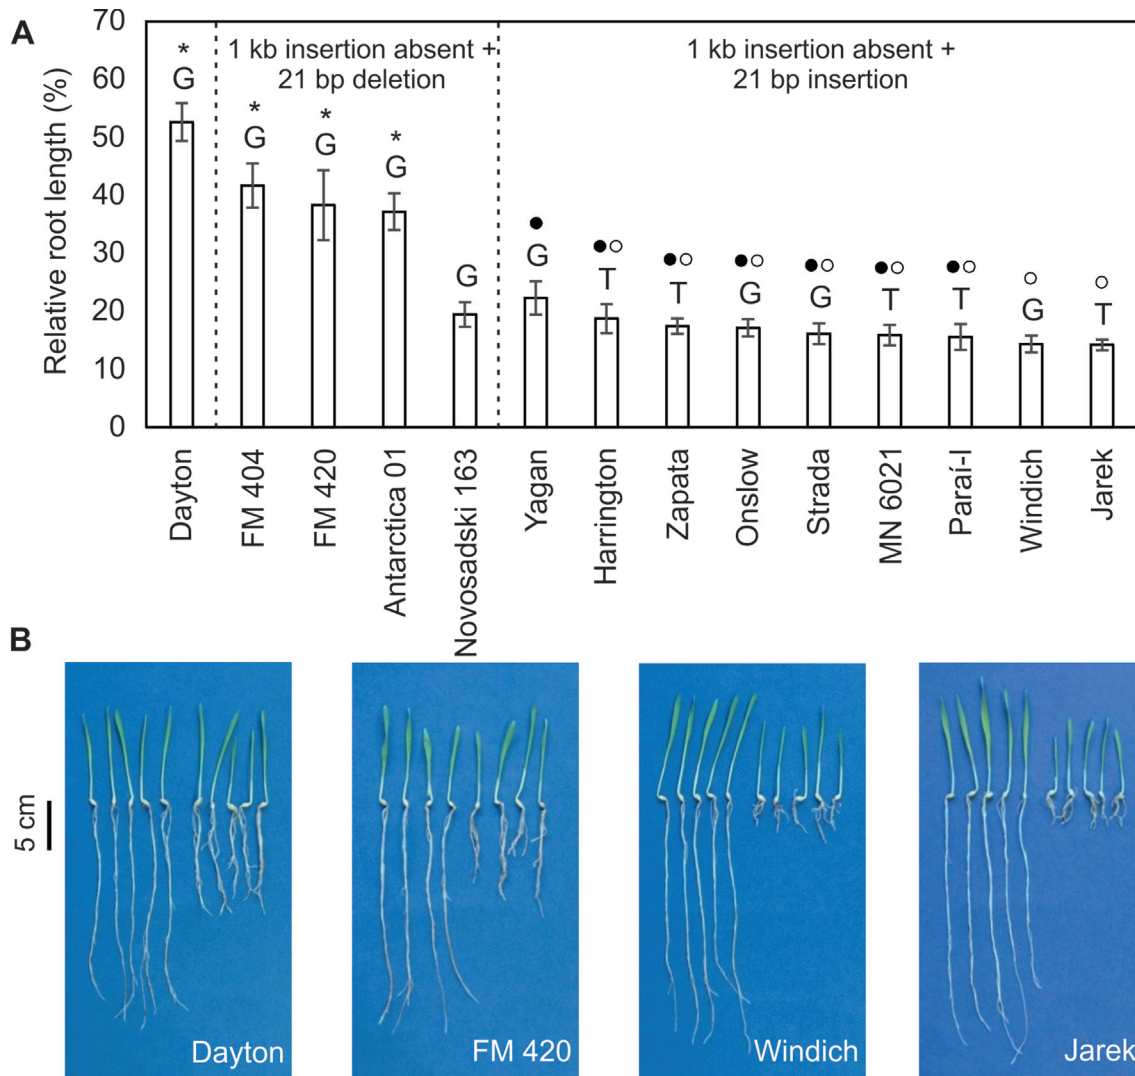 A
Relative root length (%)
70
60
50
40
30
20
10
0
1 kb insertion absent +
21 bp deletion
1 kb insertion absent +
21 bp insertion
*
G
*
G
*
G
*
G
G
●
G
●○
T
●○
T
●○
G
●○
G
●○
T
●○
T
○
G
○
T
Dayton
FM 404
FM 420
Antarctica 01
Novosadski 163
Yagan
Harrington
Zapata
Onslow
Strada
MN 6021
Paraí-I
Windich
Jarek
B
5 cm
Dayton
FM 420
Windich
Jarek